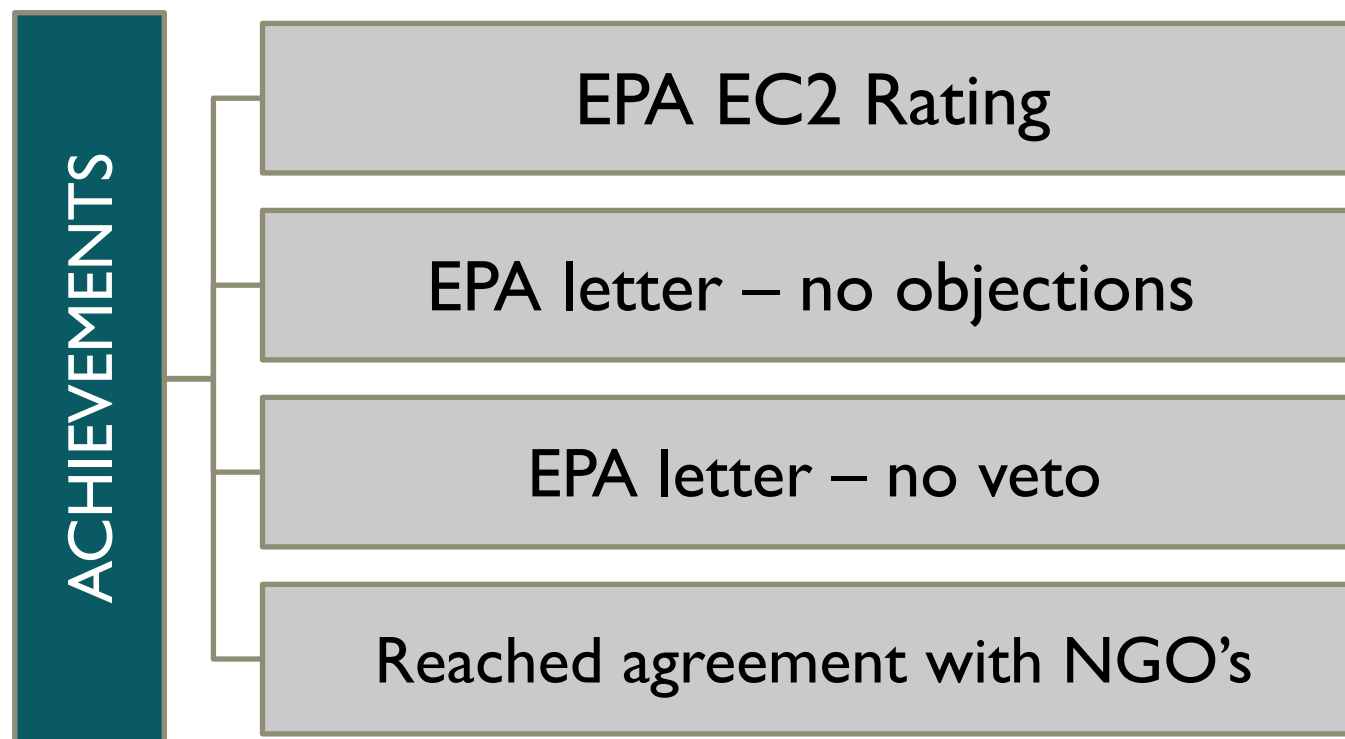 ACHIEVEMENTS
EPA EC2 Rating
EPA letter – no objections
EPA letter – no veto
Reached agreement with NGO’s